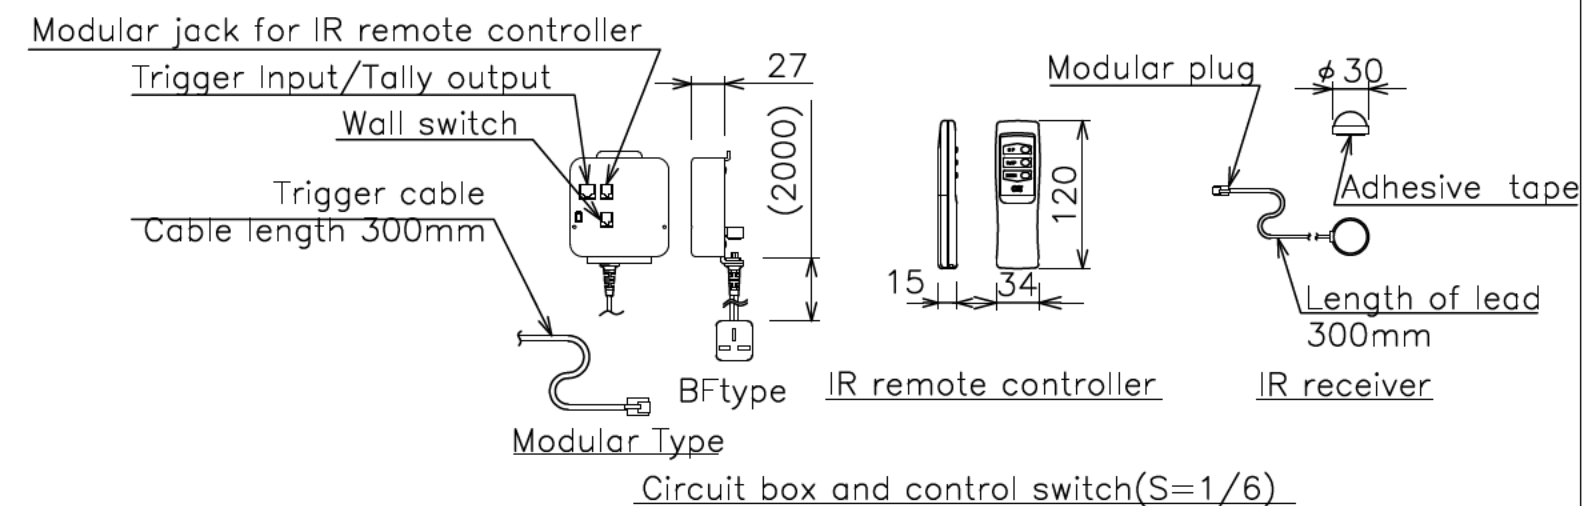 Modular jack for IR remote controller
Trigger Input/Tally output
Wall switch
Trigger cable
Cable length 300mm
27
(2000)
BFtype
Modular Type
15
34
120
IR remote controller
Modular plug
φ30
Adhesive tape
Length of lead
300mm
IR receiver
Circuit box and control switch(S=1/6)